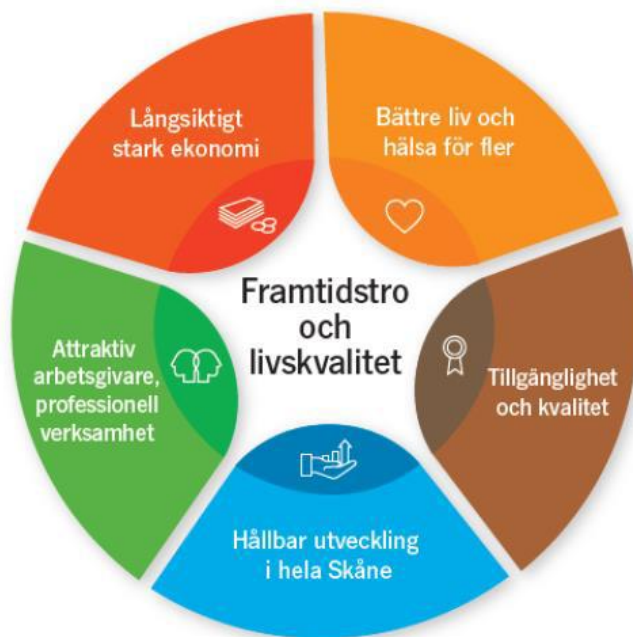 Långsiktigt
stark ekonomi
Bättre liv och
hälsa för fler
Framtidstro
och
livskvalitet
Attraktiv
arbetsgivare,
professionell
verksamhet
Tillgänglighet
och kvalitet
Hållbar utveckling
i hela Skåne